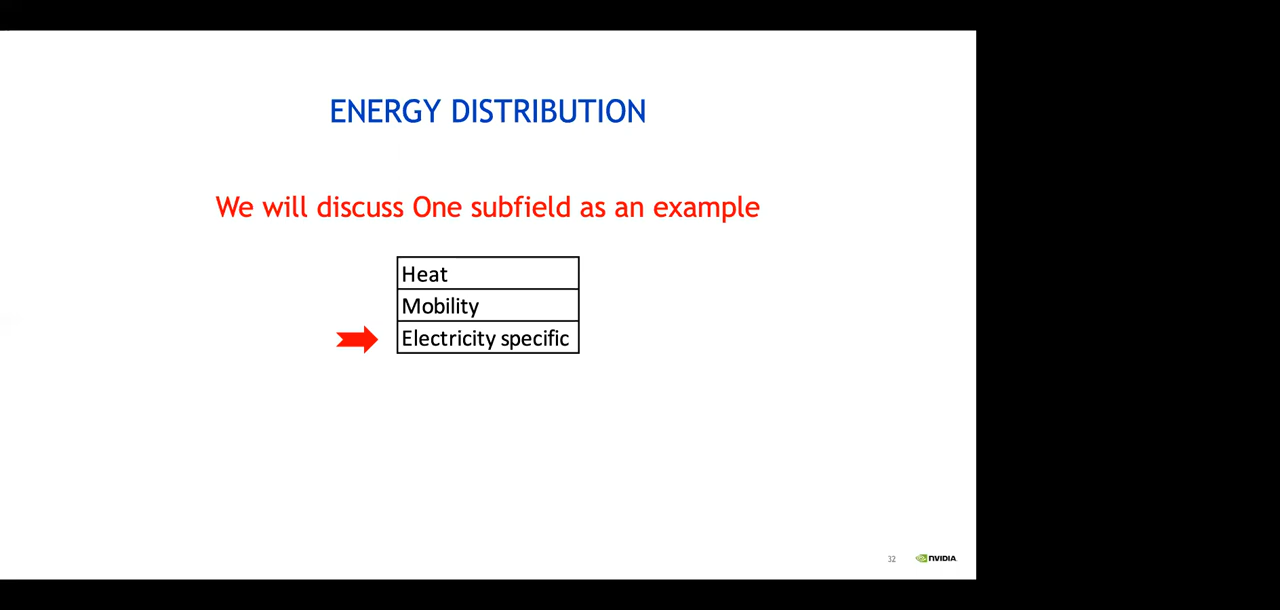 ENERGY DISTRIBUTION
We will discuss One subfield as an example
Heat
Mobility
Electricity specific
32
NVIDIA